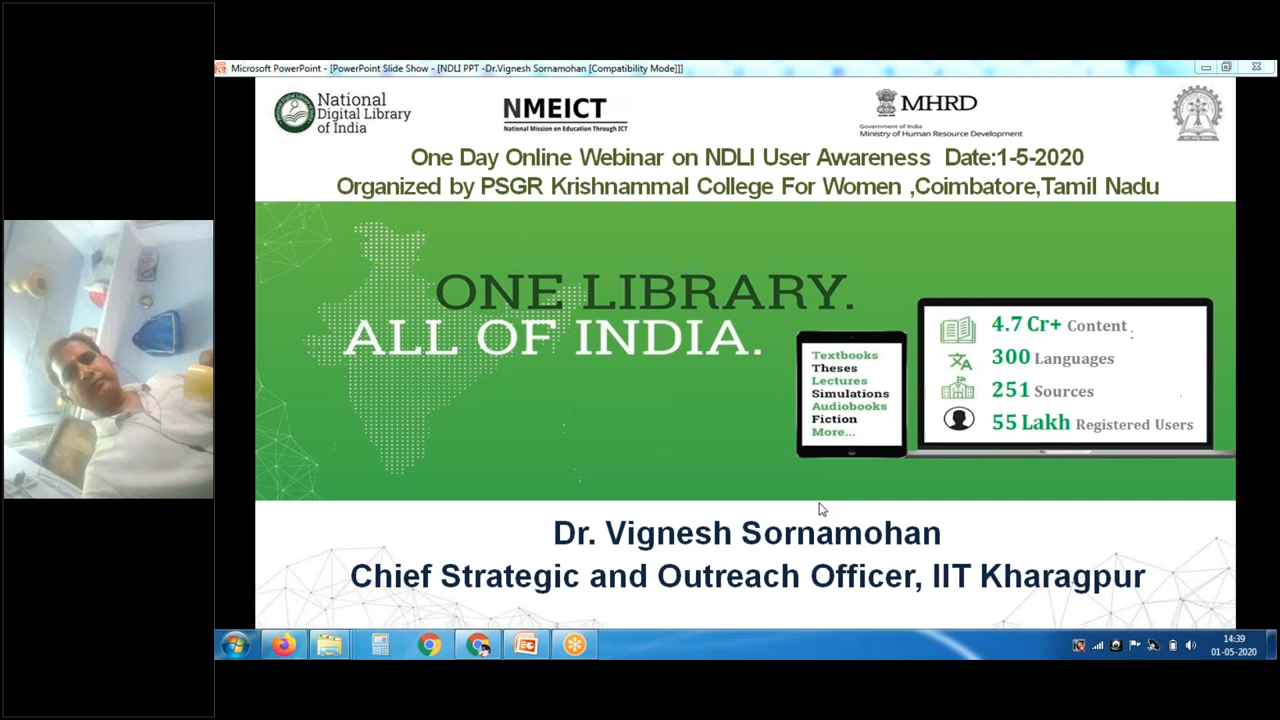 Microsoft PowerPoint - [PowerPoint Slide Show - [NDLI PPT -Dr.Vignesh Sornamohan [Compatibility Mode]]]
National
Digital Library
of India
NMEICT
National Mission on Education Through ICT
MHRD
Government of India
Ministry of Human Resource Development
One Day Online Webinar on NDLI User Awareness Date:1-5-2020
Organized by PSGR Krishnammal College For Women ,Coimbatore,Tamil Nadu
ONE LIBRARY.
ALL OF INDIA.
Textbooks
Theses
Lectures
Simulations
Audiobooks
Fiction
More...
4.7 Cr+ Content
300 Languages
251 Sources
55 Lakh Registered Users
Dr. Vignesh Sornamohan
Chief Strategic and Outreach Officer, IIT Kharagpur
14:39
01-05-2020